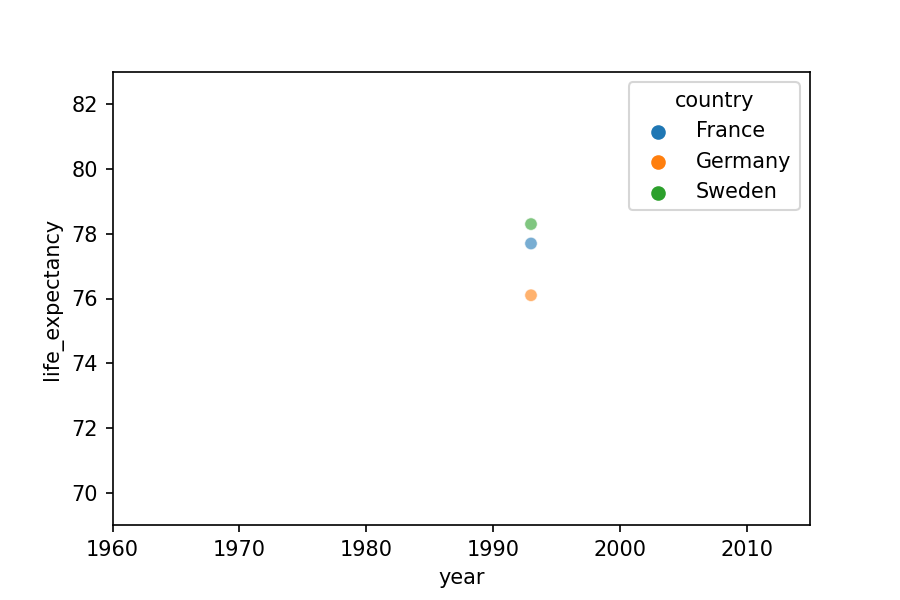 country
France
Germany
Sweden
82
80
78
76
74
72
70
life_expectancy
1960 1970 1980 1990 2000 2010
year